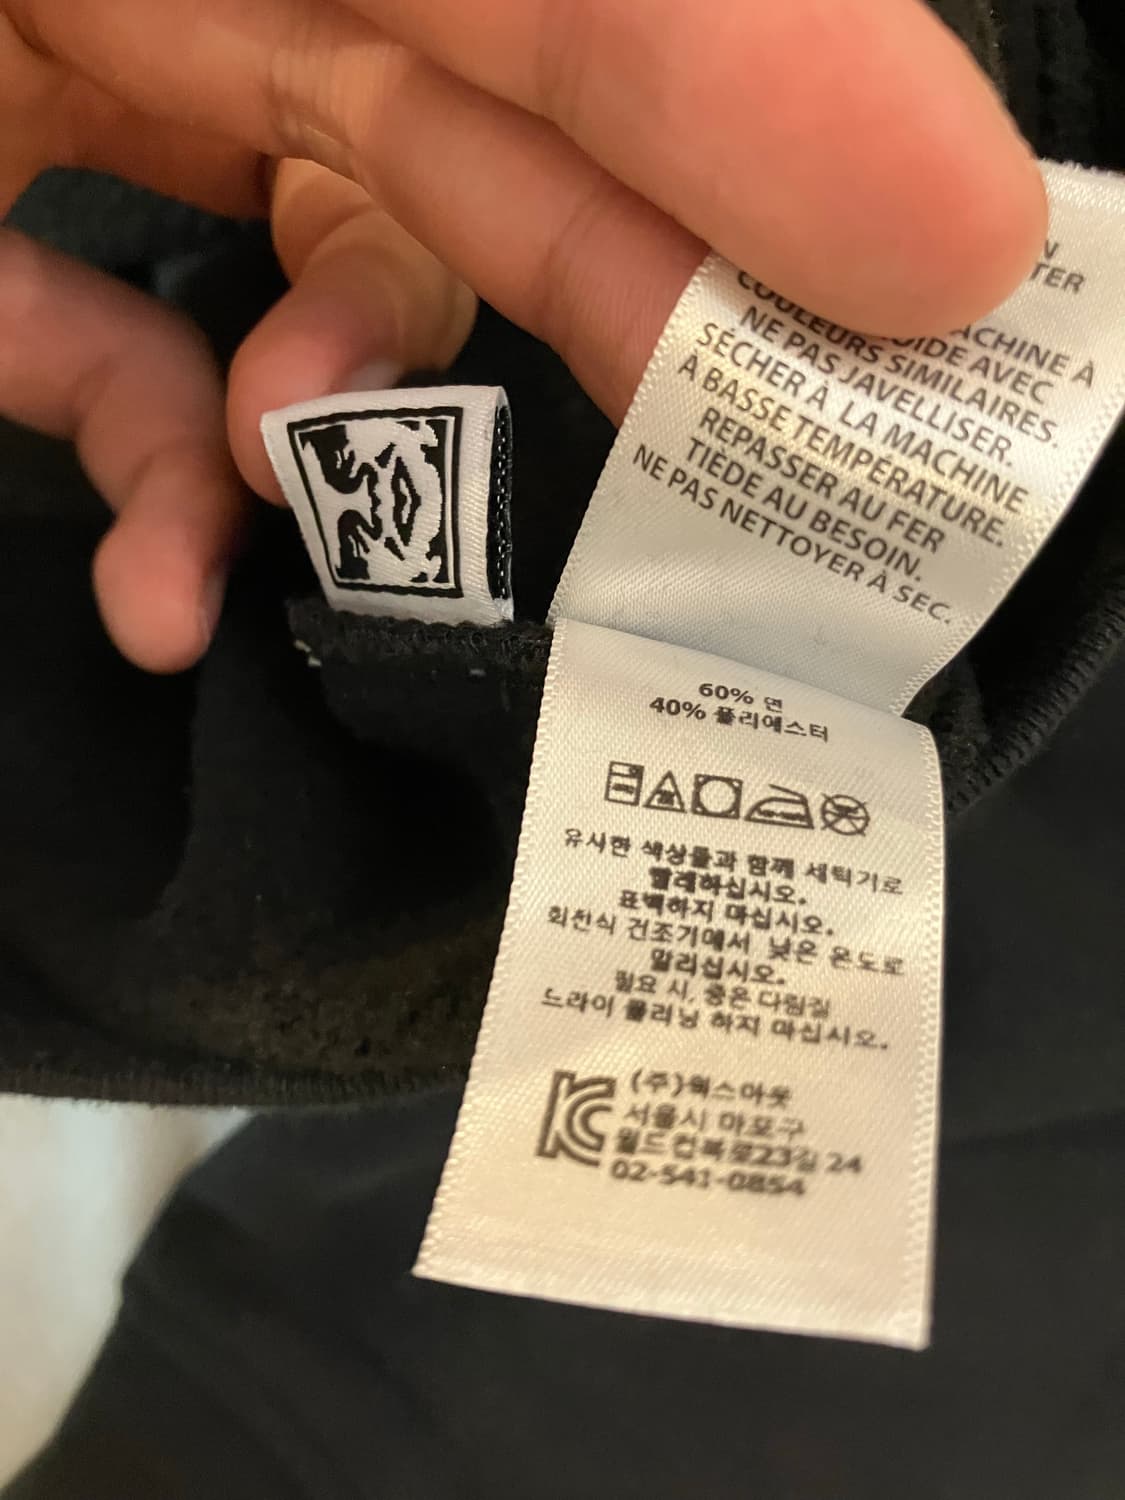 TER
MACHINE À
AVEC
COULEURS SIMILAIRES.
NE PAS JAVELLISER.
SÉCHER À LA MACHINE
À BASSE TEMPÉRATURE.
REPASSER AU FER
TIÈDE AU BESOIN.
NE PAS NETTOYER À SEC.
60% 면
40% 폴리에스터
유사한 색상들과 함께 세탁기로
빨래하십시오.
표백하지 마십시오.
회전식 건조기에서 낮은 온도로
말리십시오.
필요 시, 중온 다림질
드라이 클리닝 하지 마십시오.
KC
(주)웍스아웃
서울시 마포구
월드컵북로23길 24
02-541-0854